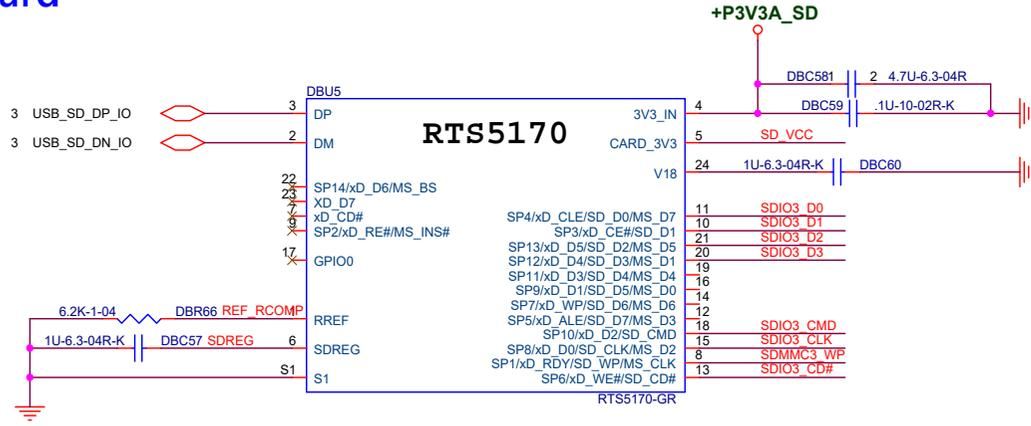 +P3V3A_SD
DBU5
DBC581 2 4.7U-6.3-04R
3 USB_SD_DP_IO 3 DP RTS5170 3V3_IN 4 DBC59 .1U-10-02R-K
3 USB_SD_DN_IO 2 DM CARD_3V3 5 SD_VCC
V18 24 1U-6.3-04R-K DBC60
22 SP14/xD_D6/MS_BS
23 XD_D7
7 xD_CD# SP4/xD_CLE/SD_D0/MS_D7 11 SDIO3_D0
9 SP2/xD_RE#/MS_INS# SP3/xD_CE#/SD_D1 10 SDIO3_D1
SP13/xD_D5/SD_D2/MS_D5 21 SDIO3_D2
17 GPIO0 SP12/xD_D4/SD_D3/MS_D1 20 SDIO3_D3
SP11/xD_D3/SD_D4/MS_D4 19
SP9/xD_D1/SD_D5/MS_D0 16
SP7/xD_WP/SD_D6/MS_D6 14
6.2K-1-04 DBR66 REF_RCOMP RREF SP5/xD_ALE/SD_D7/MS_D3 12
SP10/xD_D2/SD_CMD 18 SDIO3_CMD
1U-6.3-04R-K DBC57 SDREG 6 SDREG SP8/xD_D0/SD_CLK/MS_D2 15 SDIO3_CLK
SP1/xD_RDY/SD_WP/MS_CLK 8 SDMMC3_WP
S1 S1 SP6/xD_WE#/SD_CD# 13 SDIO3_CD#
RTS5170-GR